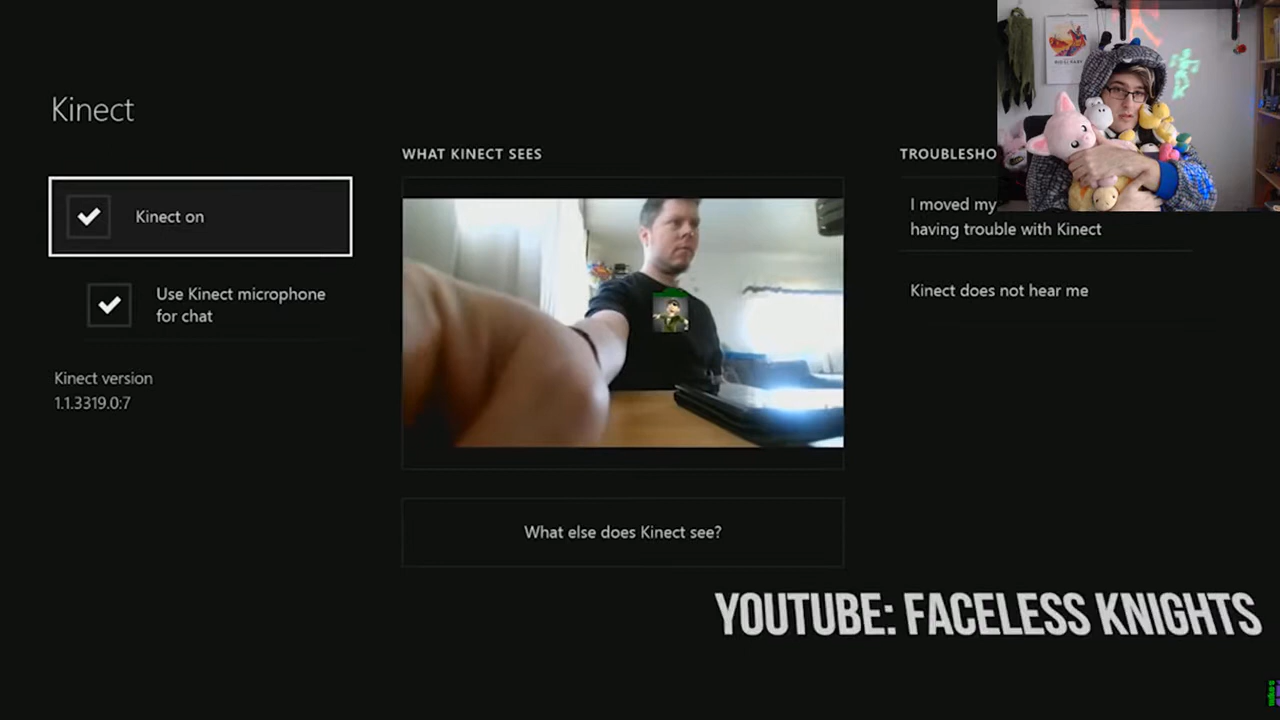 Kinect
Kinect on
Use Kinect microphone
for chat
Kinect version
1.1.3319.0:7
WHAT KINECT SEES
What else does Kinect see?
TROUBLESHO
I moved my
having trouble with Kinect
Kinect does not hear me
YOUTUBE: FACELESS KNIGHTS